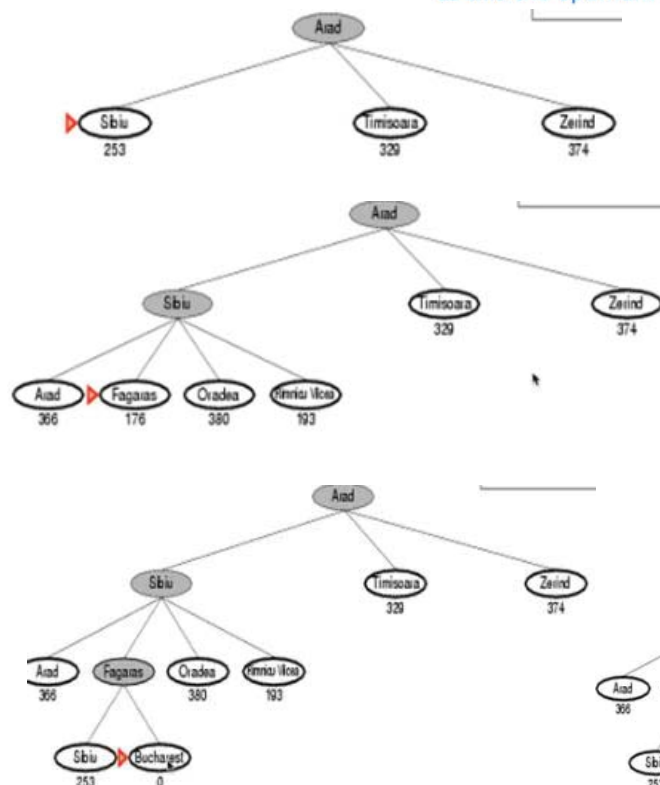 Arad
Sibiu Timisoara Zerind
253 329 374
Arad
Sibiu Timisoara Zerind
329 374
Arad Fagaras Oradea Rimnicu Vilcea
366 176 380 193
Arad
Sibiu Timisoara Zerind
329 374
Arad Fagaras Oradea Rimnicu Vilcea
366 380 193
Arad
366
Sibiu Bucharest
253 0